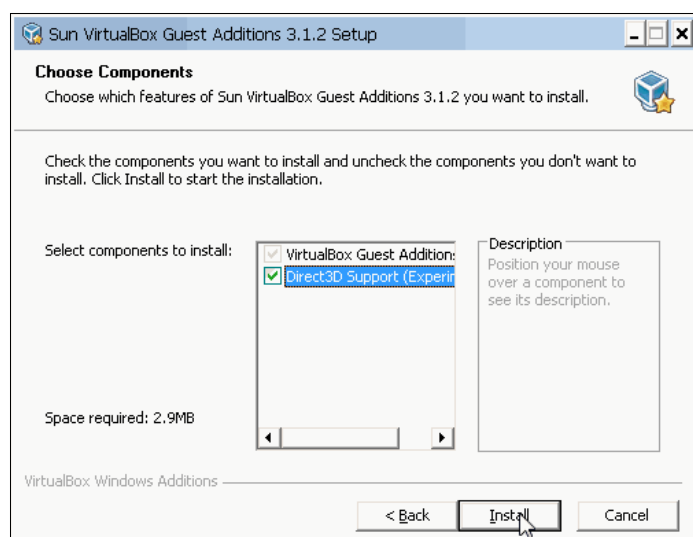 Sun VirtualBox Guest Additions 3.1.2 Setup
Choose Components
Choose which features of Sun VirtualBox Guest Additions 3.1.2 you want to install.
Check the components you want to install and uncheck the components you don't want to
install. Click Install to start the installation.
Select components to install:
VirtualBox Guest Addition
Direct3D Support (Experin
Description
Position your mouse
over a component to
see its description.
Space required: 2.9MB
VirtualBox Windows Additions
< Back
Install
Cancel